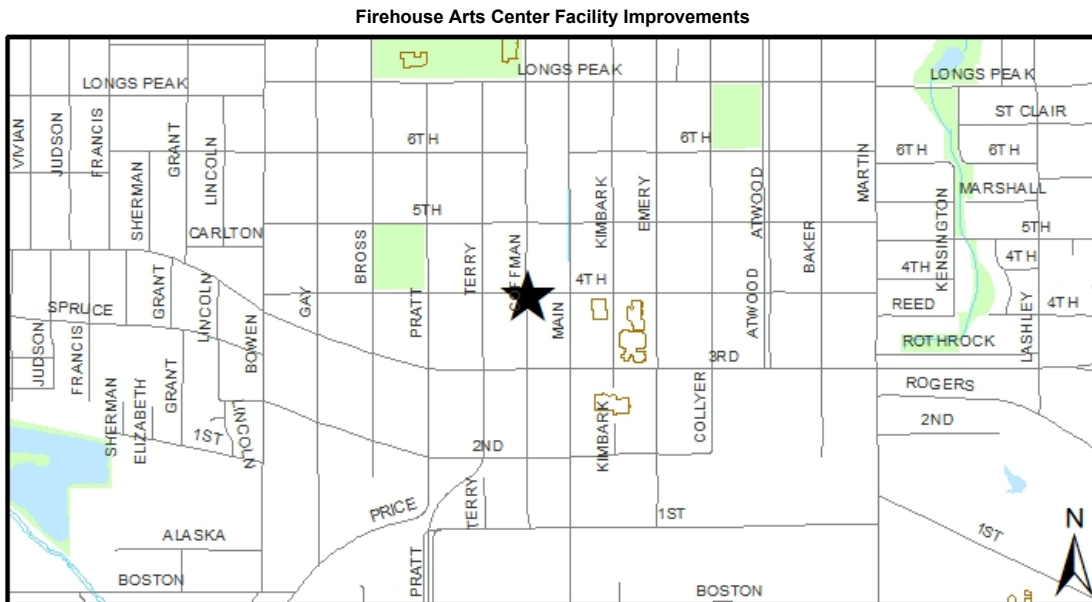 Firehouse Arts Center Facility Improvements
LONGS PEAK
LONGS PEAK
LONGS PEAK
ST CLAIR
VIVIAN
JUDSON
FRANCIS
GRANT
LINCOLN
6TH
6TH
6TH
6TH
SHERMAN
MARTIN
KIMBARK
EMERY
ATWOOD
KENSINGTON
MARSHALL
5TH
5TH
CARLTON
BROSS
TERRY
COFFMAN
BAKER
4TH
4TH
4TH
4TH
SPRUCE
GRANT
LINCOLN
GAY
PRATT
MAIN
ATWOOD
REED
LASHLEY
ROTHROCK
JUDSON
FRANCIS
BOWEN
3RD
SHERMAN
ELIZABETH
GRANT
COLLYER
ROGERS
2ND
1ST
LINCOLN
2ND
KIMBARK
PRICE
TERRY
1ST
1ST
ALASKA
PRATT
BOSTON
BOSTON
N